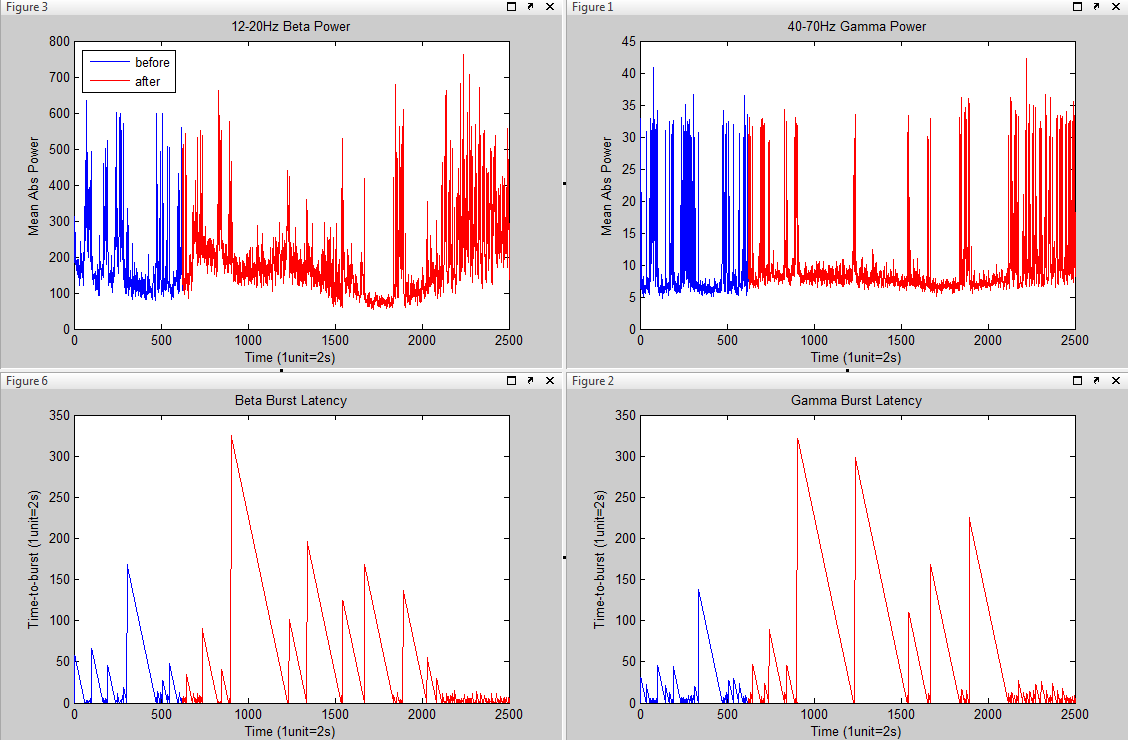 Figure 3
12-20Hz Beta Power
800
700
600
500
400
300
200
100
0
Mean Abs Power
before
after
0 500 1000 1500 2000 2500
Time (1unit=2s)
Figure 1
40-70Hz Gamma Power
45
40
35
30
25
20
15
10
5
0
Mean Abs Power
0 500 1000 1500 2000 2500
Time (1unit=2s)
Figure 6
Beta Burst Latency
350
300
250
200
150
100
50
0
Time-to-burst (1unit=2s)
0 500 1000 1500 2000 2500
Time (1unit=2s)
Figure 2
Gamma Burst Latency
350
300
250
200
150
100
50
0
Time-to-burst (1unit=2s)
0 500 1000 1500 2000 2500
Time (1unit=2s)